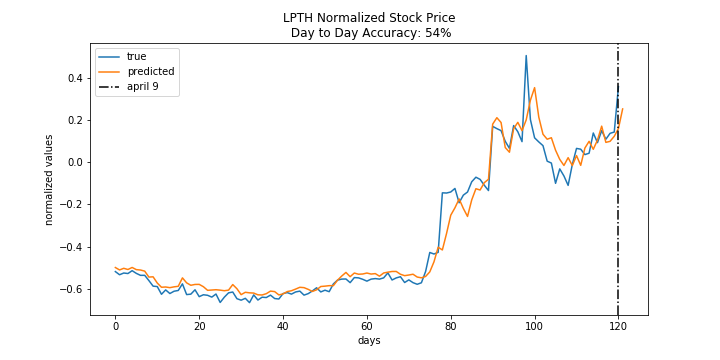 LPTH Normalized Stock Price
Day to Day Accuracy: 54%
true
predicted
april 9
normalized values
0.4
0.2
0.0
−0.2
−0.4
−0.6
0 20 40 60 80 100 120
days